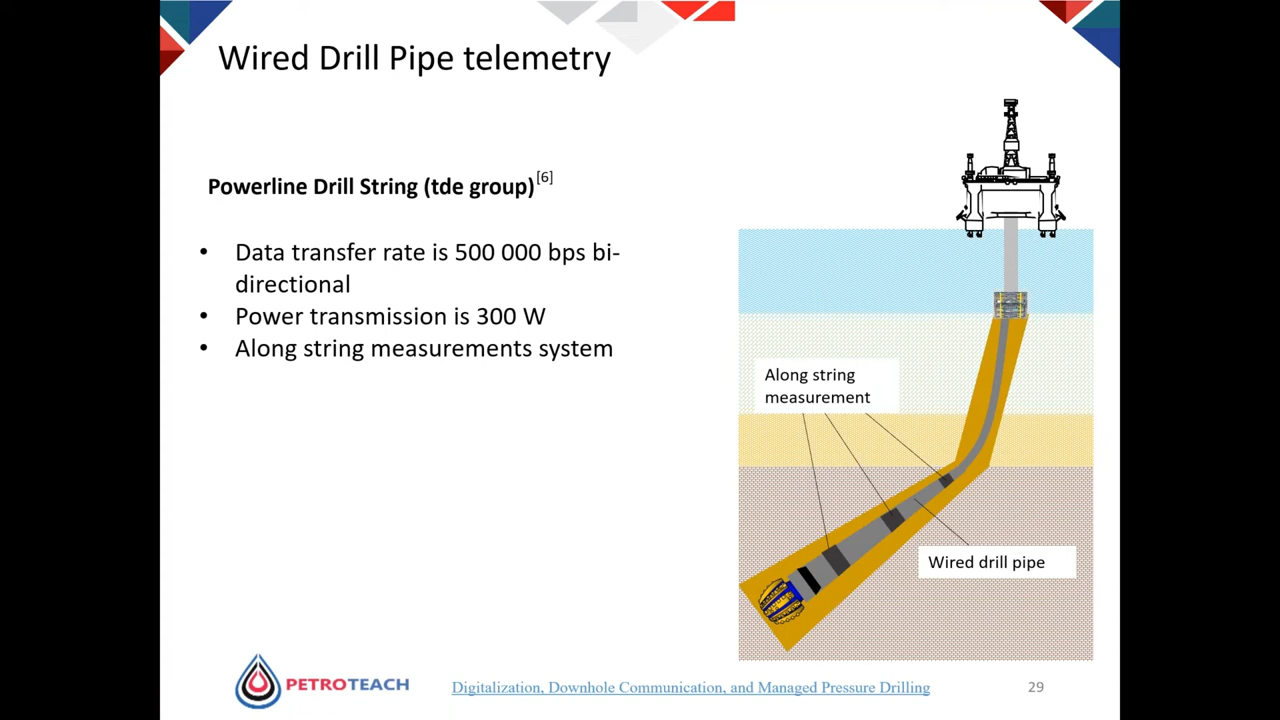 Wired Drill Pipe telemetry
Powerline Drill String (tde group)[6]
• Data transfer rate is 500 000 bps bi-
directional
• Power transmission is 300 W
• Along string measurements system
Along string
measurement
Wired drill pipe
PETROTEACH
Digitalization, Downhole Communication, and Managed Pressure Drilling
29